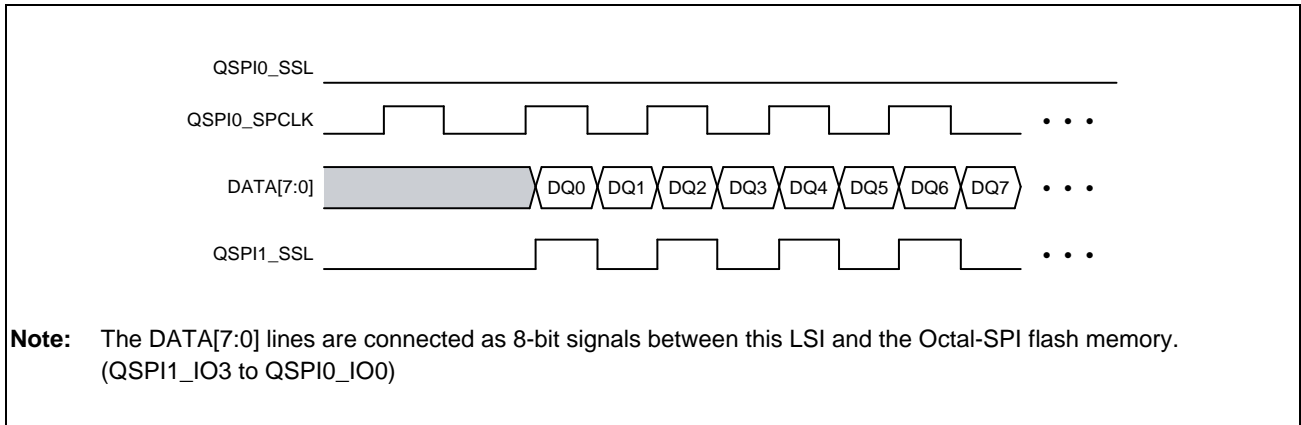 QSPI0_SSL
QSPI0_SPCLK • • •
DATA[7:0] DQ0 DQ1 DQ2 DQ3 DQ4 DQ5 DQ6 DQ7 • • •
QSPI1_SSL • • •
Note: The DATA[7:0] lines are connected as 8-bit signals between this LSI and the Octal-SPI flash memory.
(QSPI1_IO3 to QSPI0_IO0)